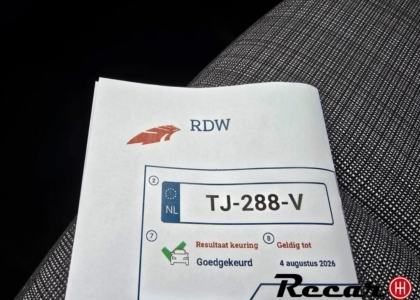 RDW
2
NL TJ-288-V
7 Resultaat keuring 8 Geldig tot
Goedgekeurd 4 augustus 2026
Recar H